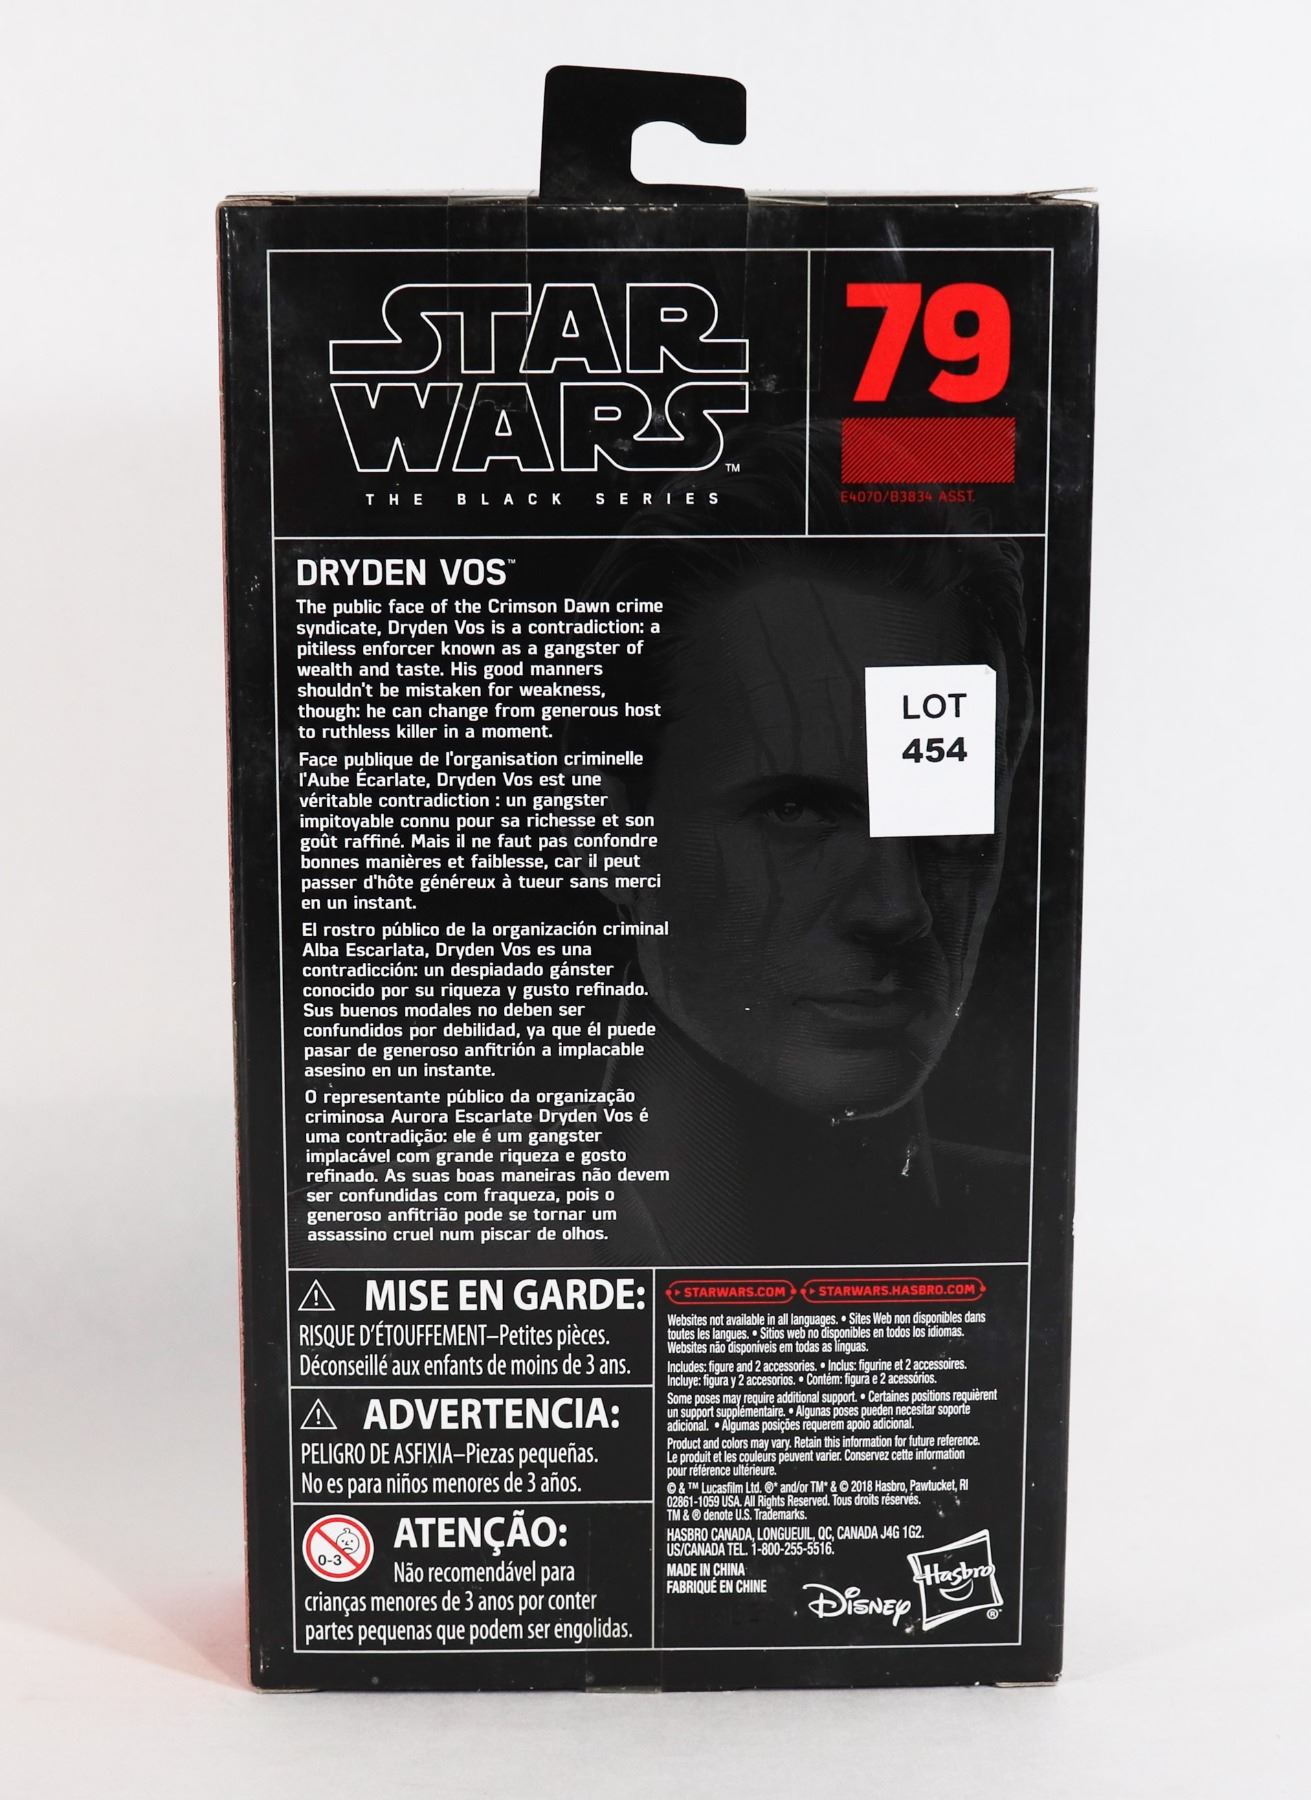 STAR
WARS™
THE BLACK SERIES
79
E4070/B3834 ASST.
DRYDEN VOS™
The public face of the Crimson Dawn crime
syndicate, Dryden Vos is a contradiction: a
pitiless enforcer known as a gangster of
wealth and taste. His good manners
shouldn't be mistaken for weakness,
though: he can change from generous host
to ruthless killer in a moment.
Face publique de l'organisation criminelle
l'Aube Écarlate, Dryden Vos est une
véritable contradiction : un gangster
impitoyable connu pour sa richesse et son
goût raffiné. Mais il ne faut pas confondre
bonnes manières et faiblesse, car il peut
passer d'hôte généreux à tueur sans merci
en un instant.
El rostro público de la organización criminal
Alba Escarlata, Dryden Vos es una
contradicción: un despiadado gánster
conocido por su riqueza y gusto refinado.
Sus buenos modales no deben ser
confundidos por debilidad, ya que él puede
pasar de generoso anfitrión a implacable
asesino en un instante.
O representante público da organização
criminosa Aurora Escarlate Dryden Vos é
uma contradição: ele é um gangster
implacável com grande riqueza e gosto
refinado. As suas boas maneiras não devem
ser confundidas com fraqueza, pois o
generoso anfitrião pode se tornar um
assassino cruel num piscar de olhos.
LOT
454
MISE EN GARDE:
RISQUE D'ÉTOUFFEMENT–Petites pièces.
Déconseillé aux enfants de moins de 3 ans.
ADVERTENCIA:
PELIGRO DE ASFIXIA–Piezas pequeñas.
No es para niños menores de 3 años.
0-3
ATENÇÃO:
Não recomendável para
crianças menores de 3 anos por conter
partes pequenas que podem ser engolidas.
STARWARS.COM STARWARS.HASBRO.COM
Websites not available in all languages. • Sites Web non disponibles dans
toutes les langues. • Sitios web no disponibles en todos los idiomas.
Websites não disponíveis em todas as línguas.
Includes: figure and 2 accessories. • Inclus: figurine et 2 accessoires.
Incluye: figura y 2 accesorios. • Contém: figura e 2 acessórios.
Some poses may require additional support. • Certaines positions requièrent
un support supplémentaire. • Algunas poses pueden necesitar soporte
adicional. • Algumas posições requerem apoio adicional.
Product and colors may vary. Retain this information for future reference.
Le produit et les couleurs peuvent varier. Conservez cette information
pour référence ultérieure.
© & ™ Lucasfilm Ltd. ®* and/or TM* & © 2018 Hasbro, Pawtucket, RI
02861-1059 USA. All Rights Reserved. Tous droits réservés.
TM & ® denote U.S. Trademarks.
HASBRO CANADA, LONGUEUIL, QC, CANADA J4G 1G2.
US/CANADA TEL. 1-800-255-5516.
MADE IN CHINA
FABRIQUÉ EN CHINE
Disney
Hasbro
®